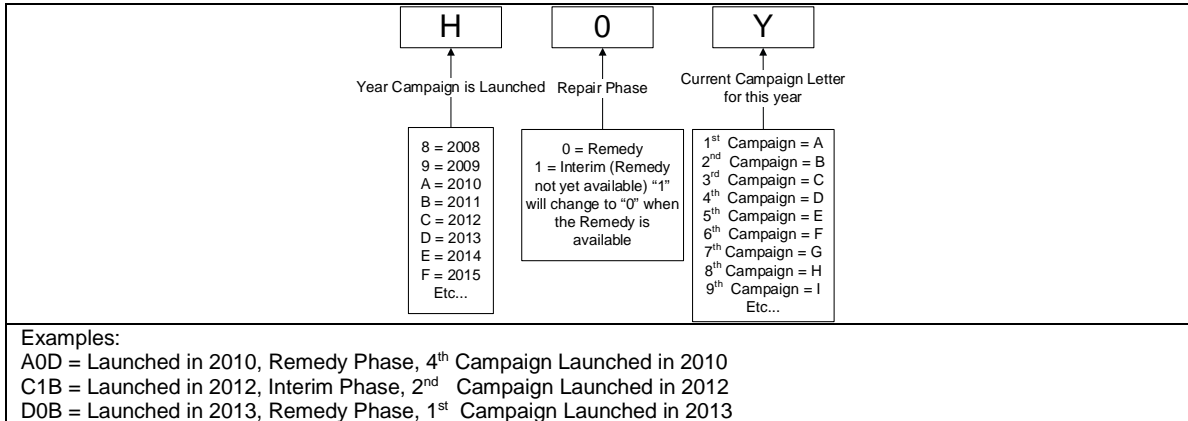 H 0 Y
Year Campaign is Launched
Repair Phase
Current Campaign Letter
for this year
8 = 2008
9 = 2009
A = 2010
B = 2011
C = 2012
D = 2013
E = 2014
F = 2015
Etc...
0 = Remedy
1 = Interim (Remedy
not yet available) “1”
will change to “0” when
the Remedy is
available
1st Campaign = A
2nd Campaign = B
3rd Campaign = C
4th Campaign = D
5th Campaign = E
6th Campaign = F
7th Campaign = G
8th Campaign = H
9th Campaign = I
Etc...
Examples:
A0D = Launched in 2010, Remedy Phase, 4th Campaign Launched in 2010
C1B = Launched in 2012, Interim Phase, 2nd Campaign Launched in 2012
D0B = Launched in 2013, Remedy Phase, 1st Campaign Launched in 2013